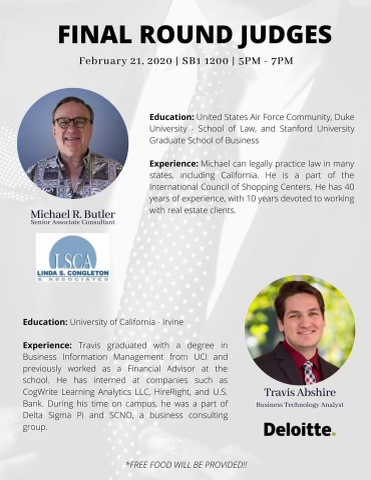 FINAL ROUND JUDGES
February 21, 2020 | SB1 1200 | 5PM - 7PM
Education: United States Air Force Community, Duke
University - School of Law, and Stanford University
Graduate School of Business
Experience: Michael can legally practice law in many
states, including California. He is a part of the
International Council of Shopping Centers. He has 40
years of experience, with 10 years devoted to working
with real estate clients.
Michael R. Butler
Senior Associate Consultant
LSCA
LINDA S. CONGLETON
& ASSOCIATES
Education: University of California - Irvine
Experience: Travis graduated with a degree in
Business Information Management from UCI and
previously worked as a Financial Advisor at the
school. He has interned at companies such as
CogWrite Learning Analytics LLC, HireRight, and U.S.
Bank. During his time on campus, he was a part of
Delta Sigma Pi and SCNO, a business consulting
group.
Travis Abshire
Business Technology Analyst
Deloitte.
*FREE FOOD WILL BE PROVIDED!!